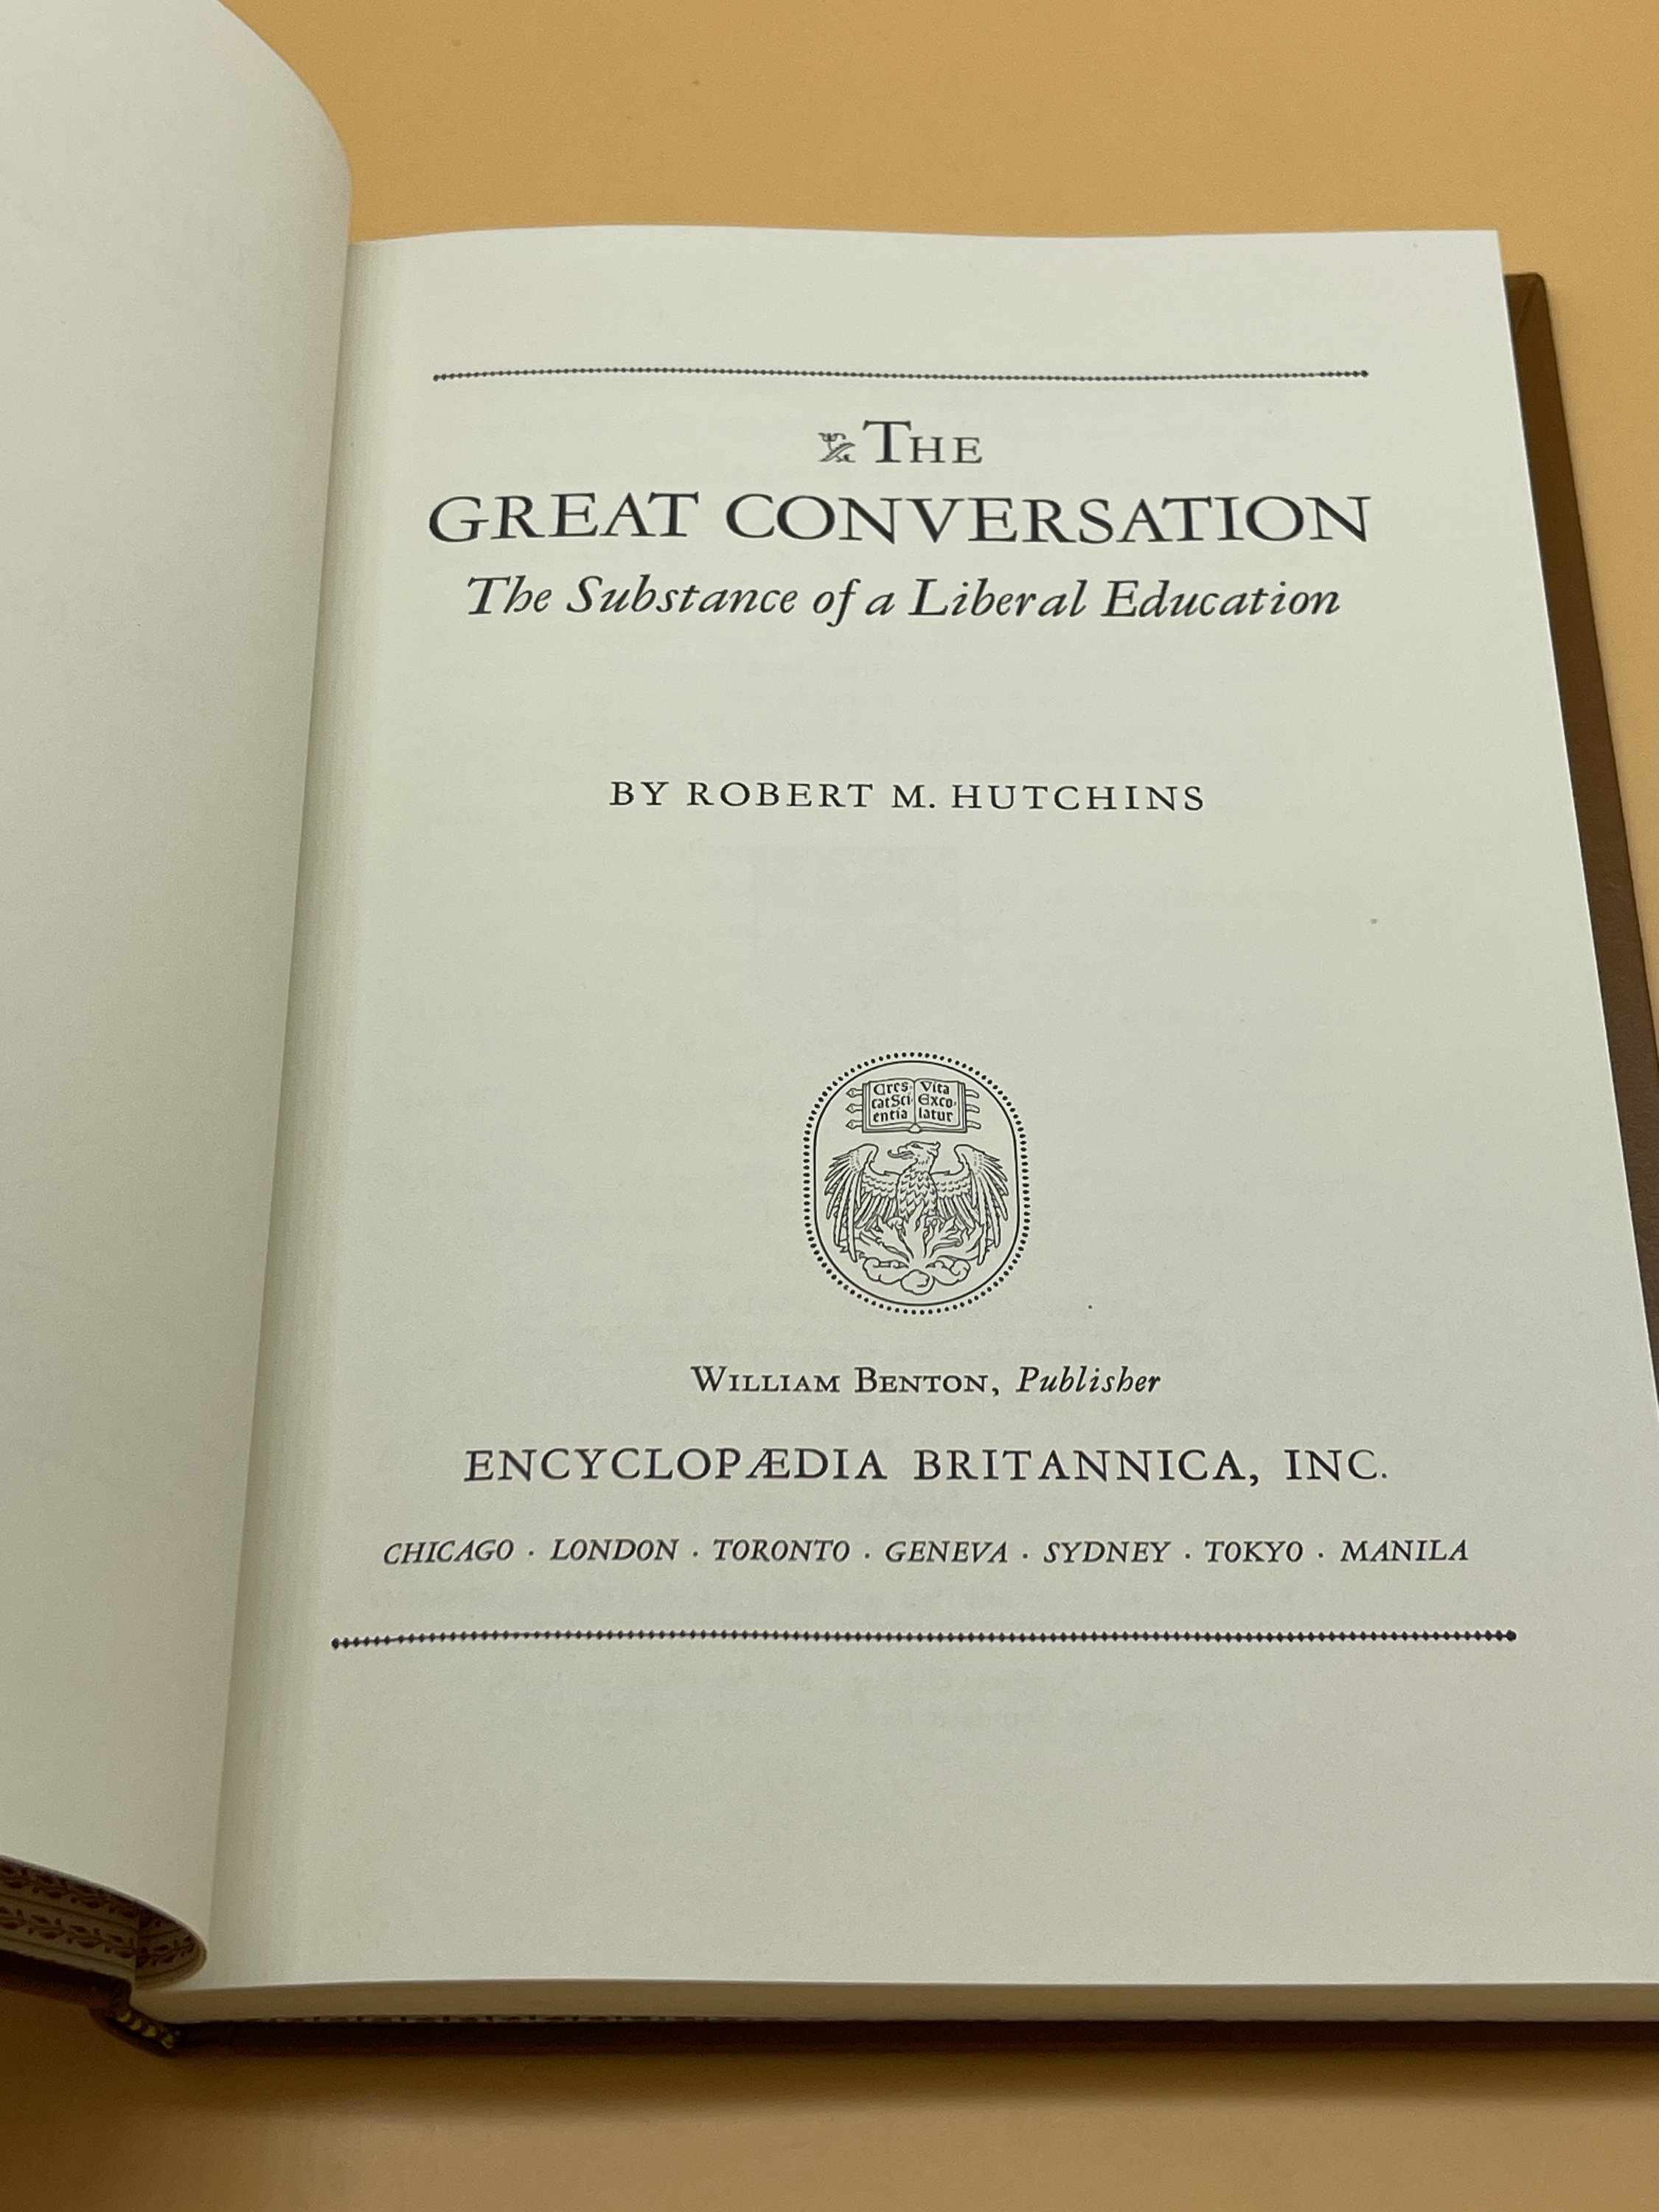 THE
GREAT CONVERSATION
The Substance of a Liberal Education
BY ROBERT M. HUTCHINS
Cres-
cat Sci-
entia
Vita
Exco-
latur
WILLIAM BENTON, Publisher
ENCYCLOPÆDIA BRITANNICA, INC.
CHICAGO · LONDON · TORONTO · GENEVA · SYDNEY · TOKYO · MANILA